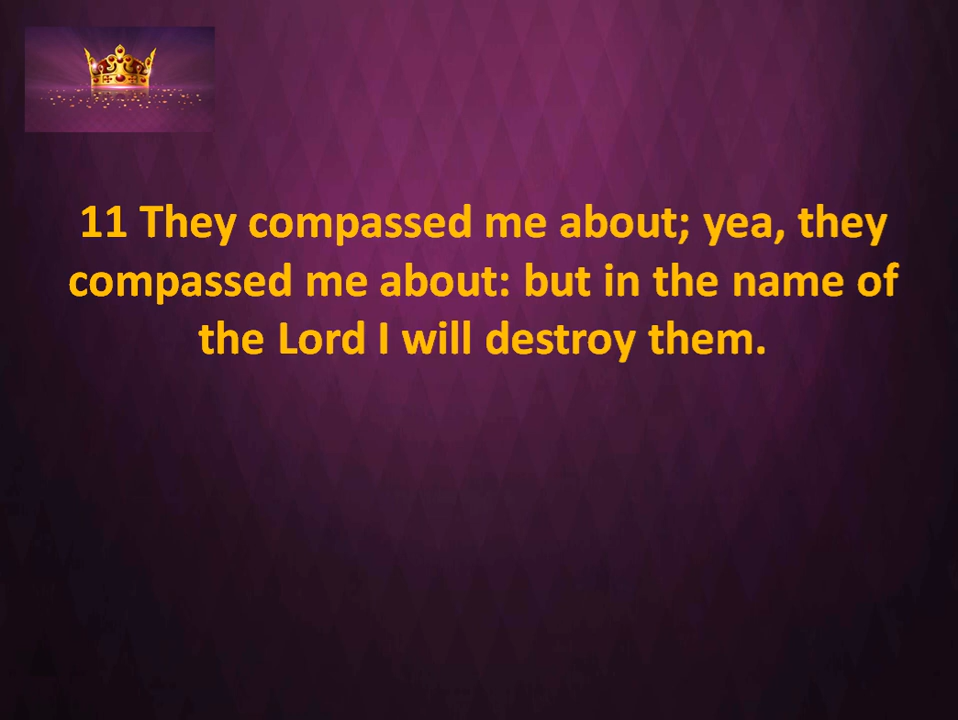 11 They compassed me about; yea, they
compassed me about: but in the name of
the Lord I will destroy them.